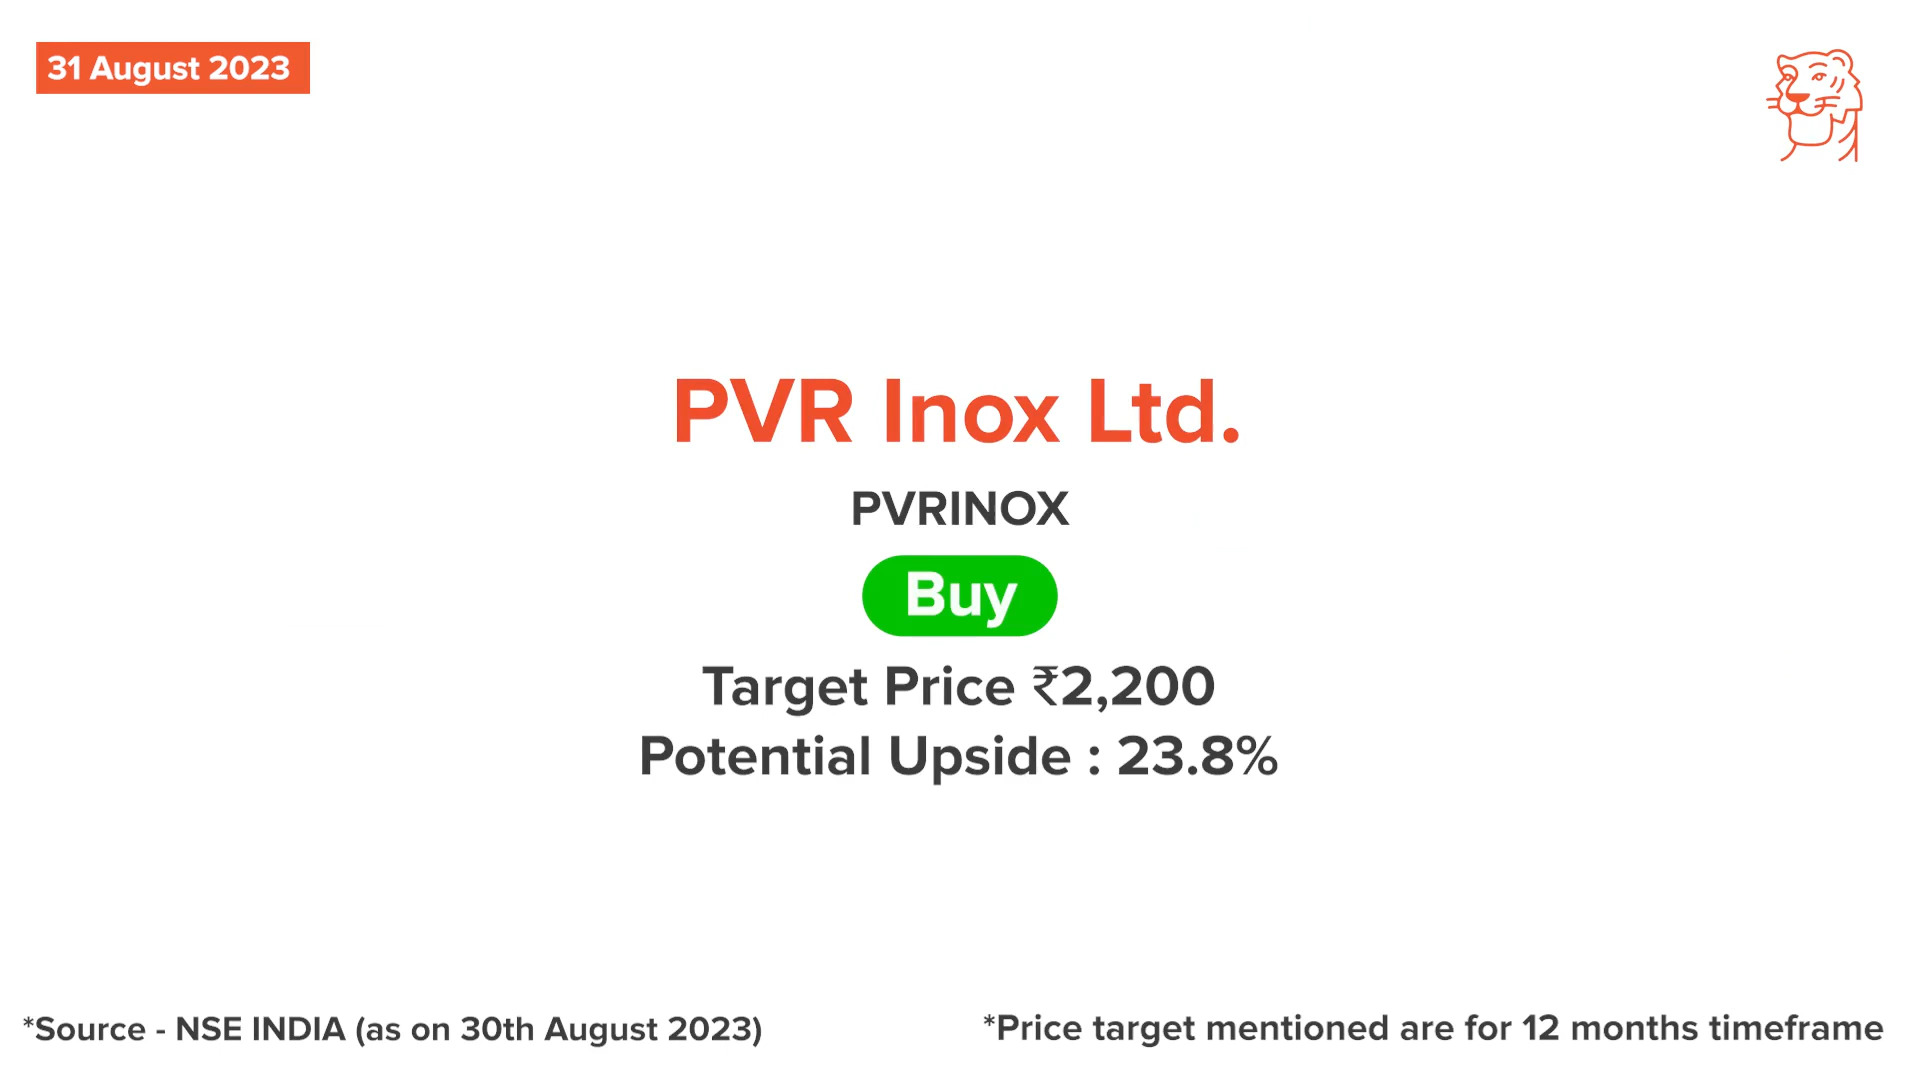 31 August 2023
PVR Inox Ltd.
PVRINOX
Buy
Target Price ₹2,200
Potential Upside : 23.8%
*Source - NSE INDIA (as on 30th August 2023)
*Price target mentioned are for 12 months timeframe